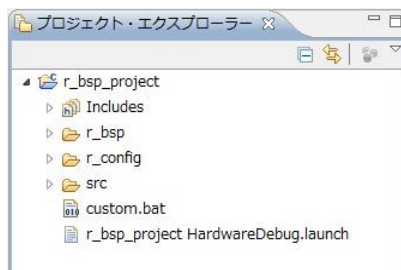 プロジェクト・エクスプローラー
r_bsp_project
Includes
r_bsp
r_config
src
custom.bat
r_bsp_project HardwareDebug.launch